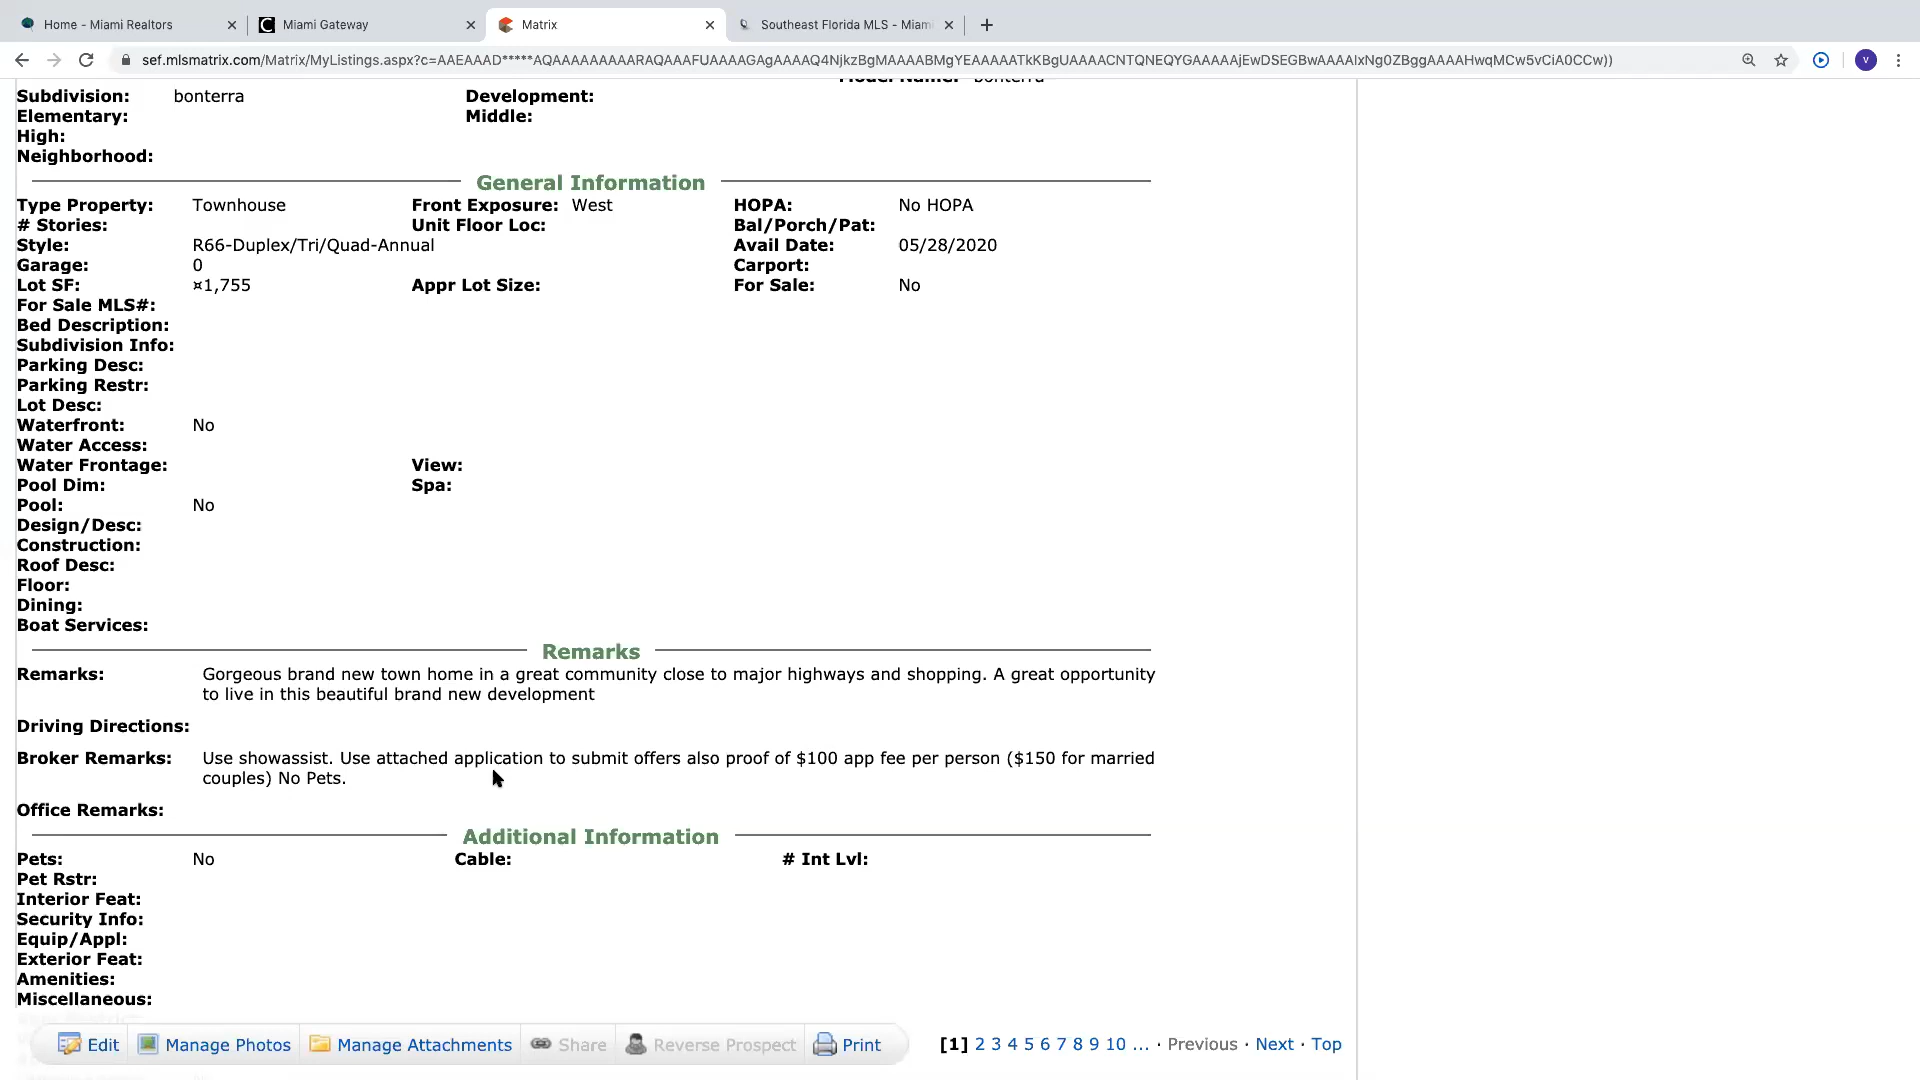 Home - Miami Realtors
Miami Gateway
Matrix
Southeast Florida MLS - Miami
sef.mlsmatrix.com/Matrix/MyListings.aspx?c=AAEAAAD*****AQAAAAAAAAARAQAAAFUAAAAGAgAAAAQ4NjkzBgMAAAABMgYEAAAAATkKBgUAAAACNTQNEQYGAAAAAjEwDSEGBwAAAAIxNg0ZBggAAAAHwqMCw5vCiA0CCw))
V
Model Name: bonterra
Subdivision: bonterra Development:
Elementary: Middle:
High:
Neighborhood:
General Information
Type Property: Townhouse Front Exposure: West HOPA: No HOPA
# Stories: Unit Floor Loc: Bal/Porch/Pat:
Style: R66-Duplex/Tri/Quad-Annual Avail Date: 05/28/2020
Garage: 0 Carport:
Lot SF: ¤1,755 Appr Lot Size: For Sale: No
For Sale MLS#:
Bed Description:
Subdivision Info:
Parking Desc:
Parking Restr:
Lot Desc:
Waterfront: No
Water Access:
Water Frontage: View:
Pool Dim: Spa:
Pool: No
Design/Desc:
Construction:
Roof Desc:
Floor:
Dining:
Boat Services:
Remarks
Remarks: Gorgeous brand new town home in a great community close to major highways and shopping. A great opportunity
to live in this beautiful brand new development
Driving Directions:
Broker Remarks: Use showassist. Use attached application to submit offers also proof of $100 app fee per person ($150 for married
couples) No Pets.
Office Remarks:
Additional Information
Pets: No Cable: # Int Lvl:
Pet Rstr:
Interior Feat:
Security Info:
Equip/Appl:
Exterior Feat:
Amenities:
Miscellaneous:
Edit Manage Photos Manage Attachments Share Reverse Prospect Print [1] 2 3 4 5 6 7 8 9 10 ... · Previous · Next · Top